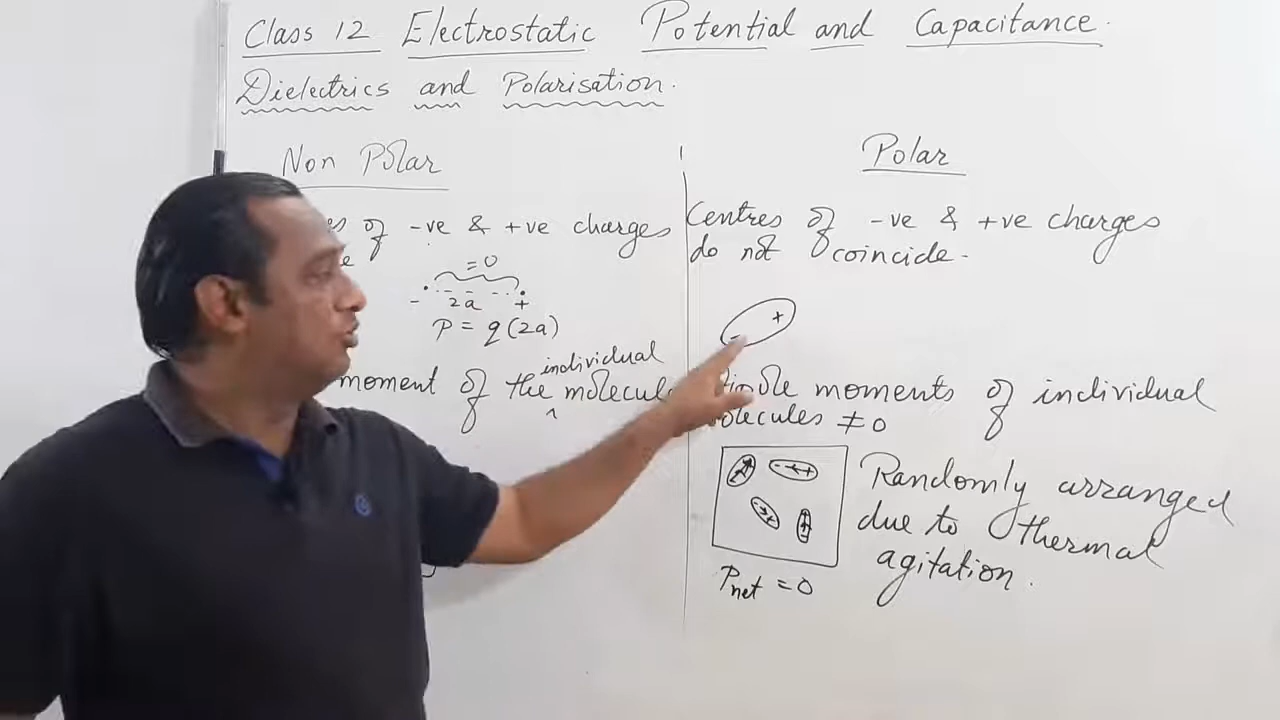 Class 12 Electrostatic Potential and Capacitance.
Dielectrics and Polarisation.
Non Polar
of -ve & +ve charges
= 0
- 2a +
p = q(2a)
individual
moment of the molecule
Polar
Centres of -ve & +ve charges
do not coincide.
+
-
moments of individual
≠ 0
Randomly arranged
due to thermal
agitation.
Pnet = 0